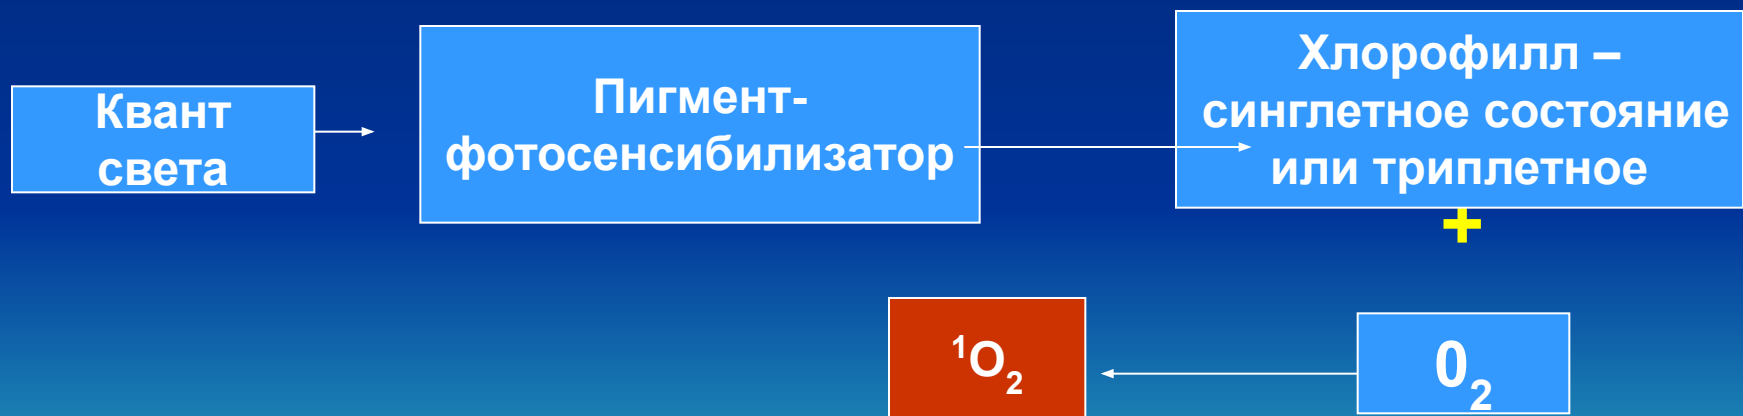 Квант
света
Пигмент-
фотосенсибилизатор
Хлорофилл –
синглетное состояние
или триплетное
+
¹O₂
0₂